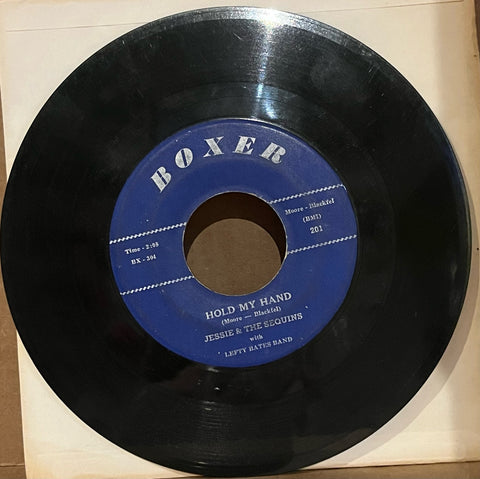 BOXER
Moore - Blackfel
(BMI)
201
Time - 2:08
BX - 304
HOLD MY HAND
(Moore — Blackfel)
JESSIE & THE SEQUINS
with
LEFTY BATES BAND